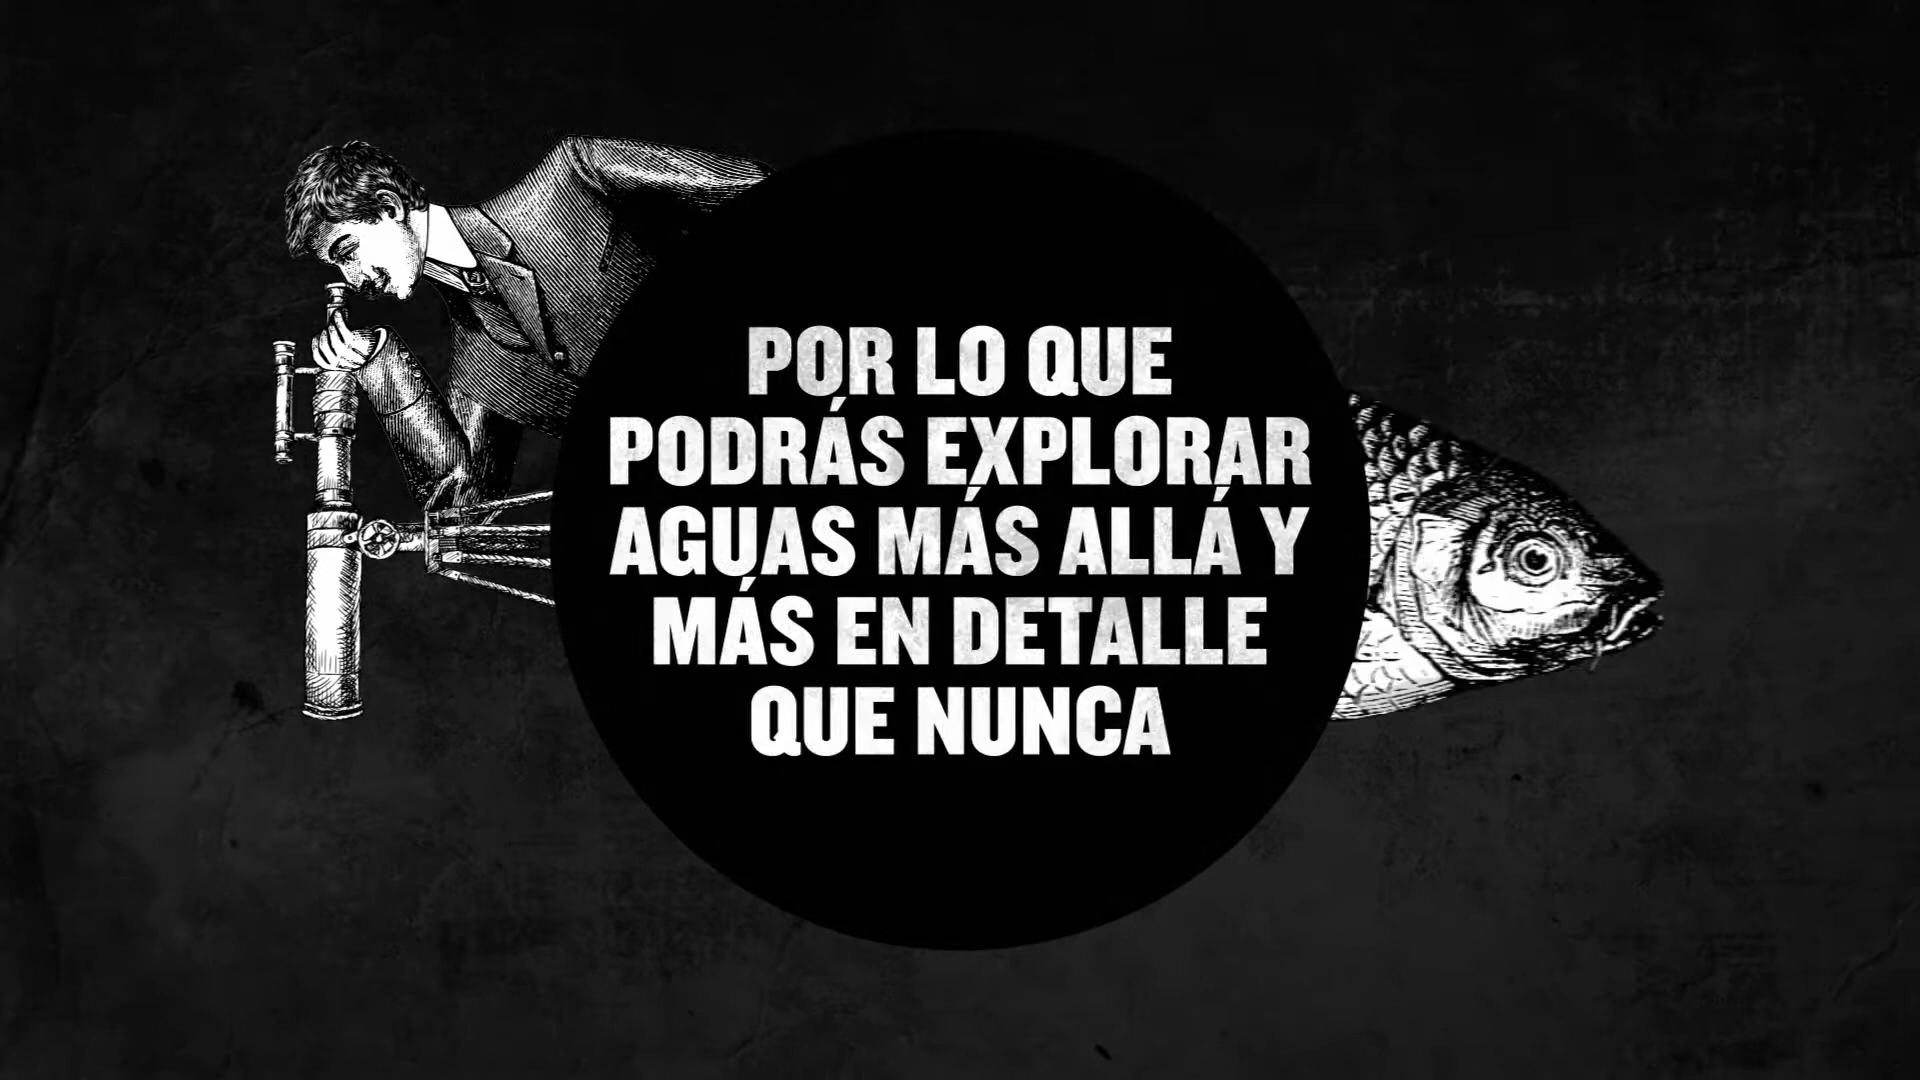 POR LO QUE
PODRÁS EXPLORAR
AGUAS MÁS ALLÁ Y
MÁS EN DETALLE
QUE NUNCA